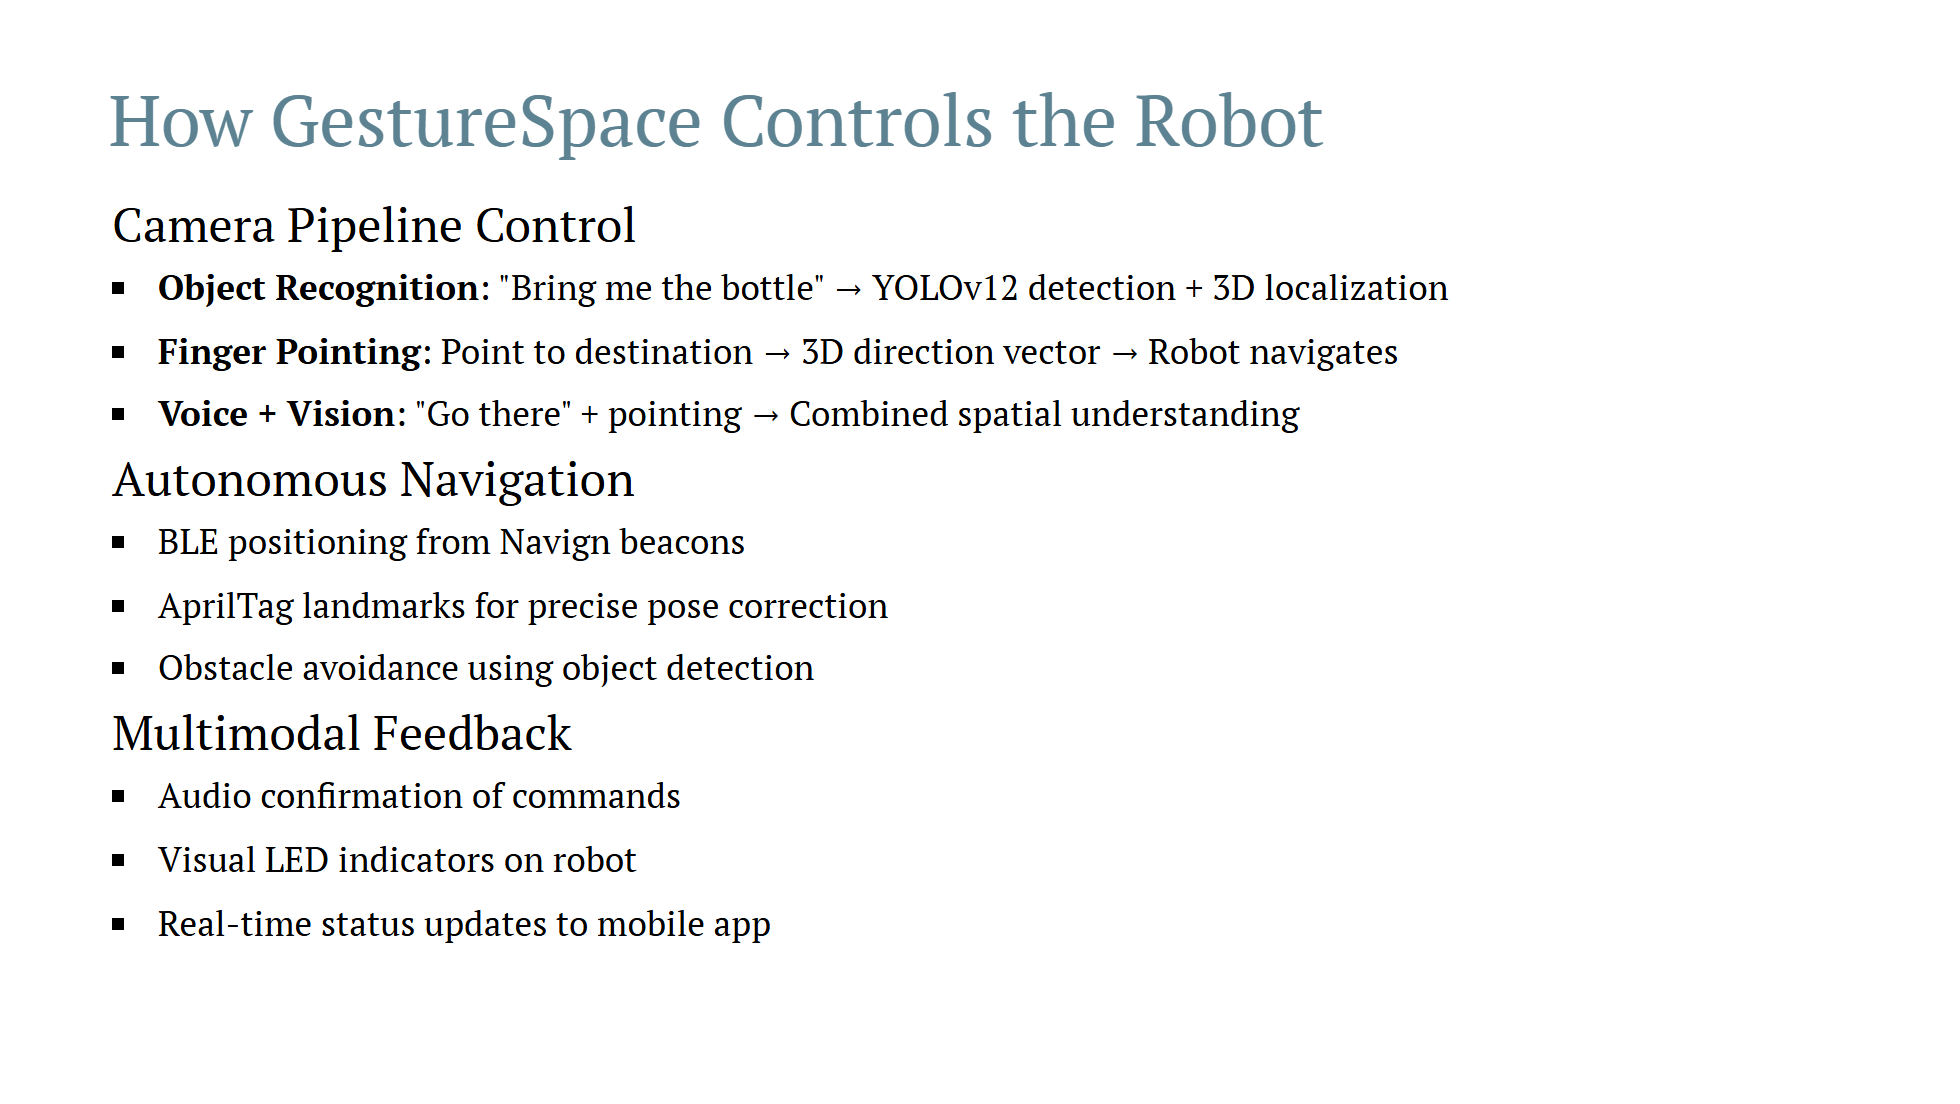 How GestureSpace Controls the Robot
Camera Pipeline Control
▪ Object Recognition: "Bring me the bottle" → YOLOv12 detection + 3D localization
▪ Finger Pointing: Point to destination → 3D direction vector → Robot navigates
▪ Voice + Vision: "Go there" + pointing → Combined spatial understanding
Autonomous Navigation
▪ BLE positioning from Navign beacons
▪ AprilTag landmarks for precise pose correction
▪ Obstacle avoidance using object detection
Multimodal Feedback
▪ Audio confirmation of commands
▪ Visual LED indicators on robot
▪ Real-time status updates to mobile app